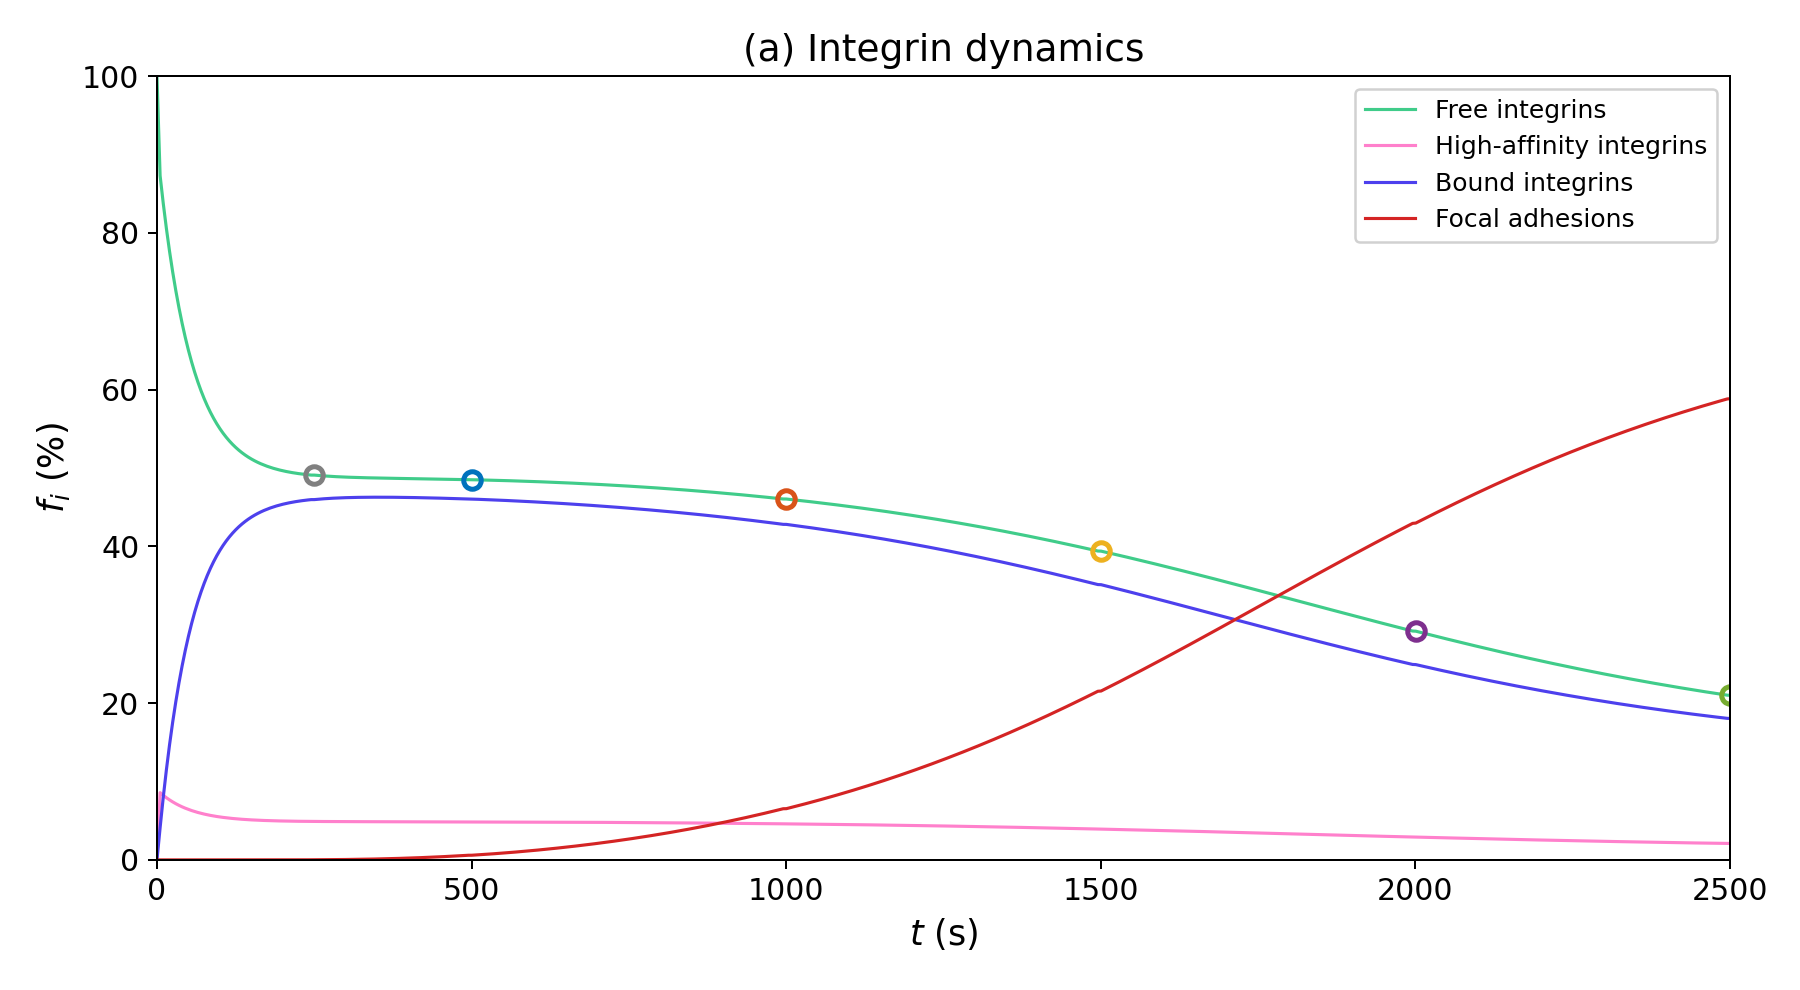 (a) Integrin dynamics
100
80
60
40
20
0
f_i (%)
Free integrins
High-affinity integrins
Bound integrins
Focal adhesions
0 500 1000 1500 2000 2500
t (s)